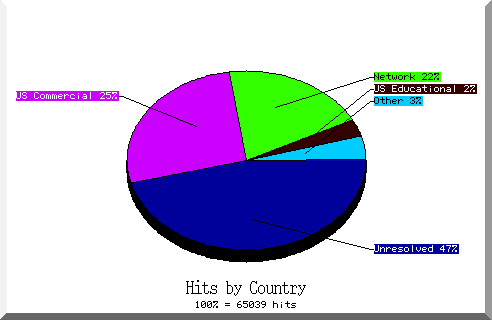 Network 22%
US Educational 2%
US Commercial 25%
Other 3%
Unresolved 47%
Hits by Country
100% = 65039 hits